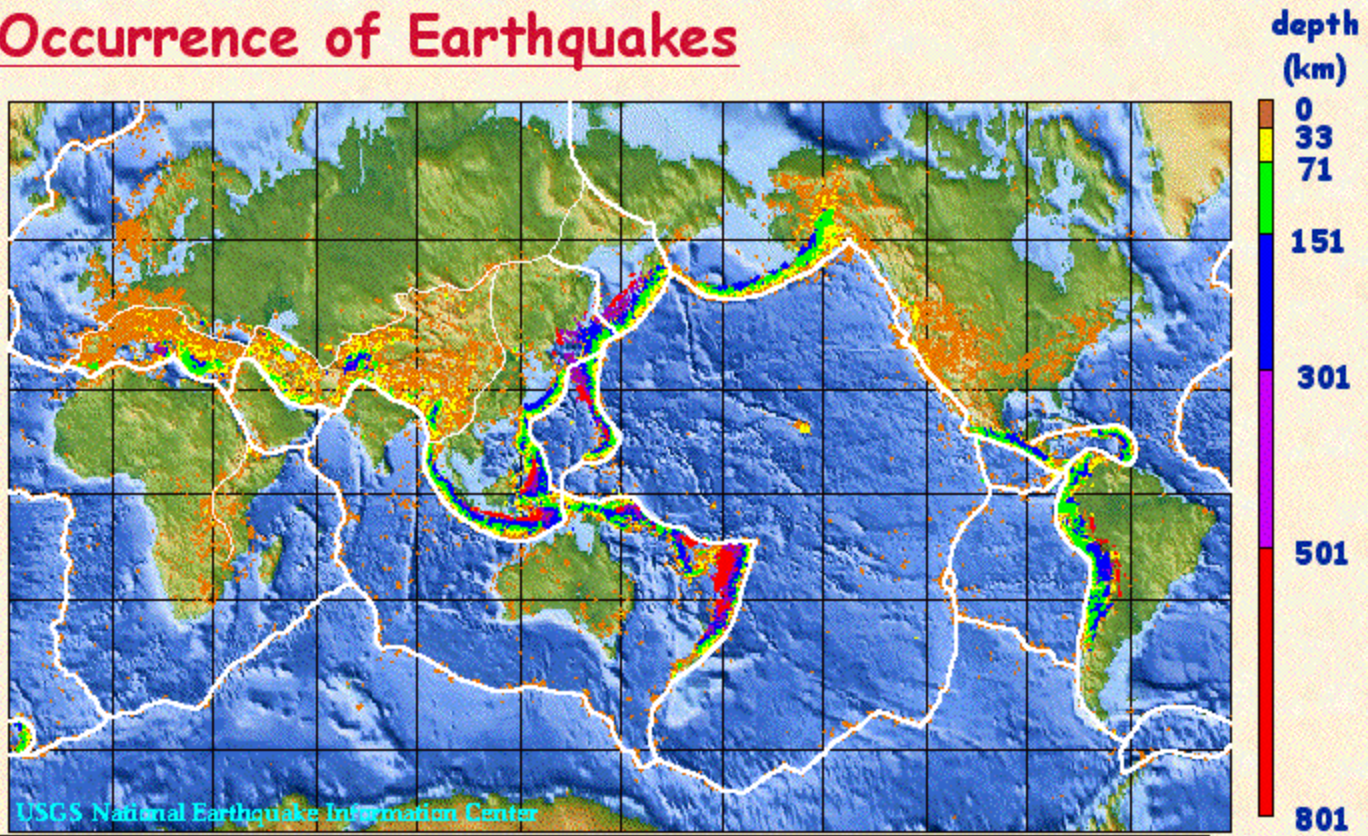 Occurrence of Earthquakes
depth
(km)
0
33
71
151
301
501
801
USGS National Earthquake Information Center